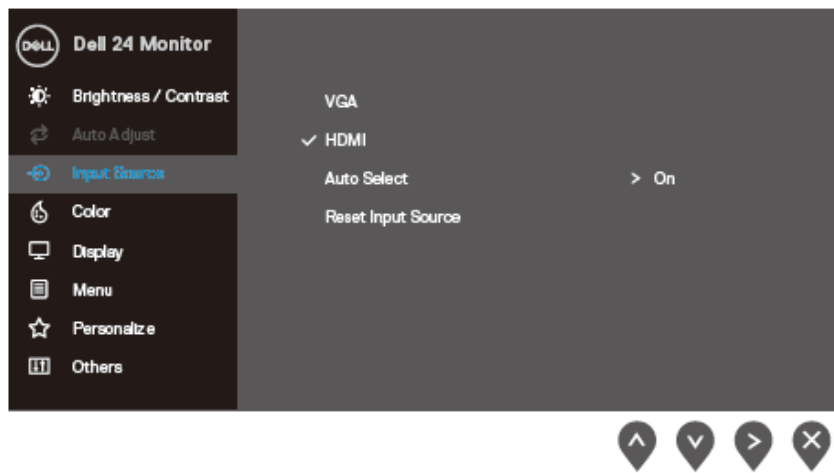 DELL Dell 24 Monitor
Brightness / Contrast
Auto Adjust
Input Source
Color
Display
Menu
Personalize
Others
VGA
HDMI
Auto Select > On
Reset Input Source